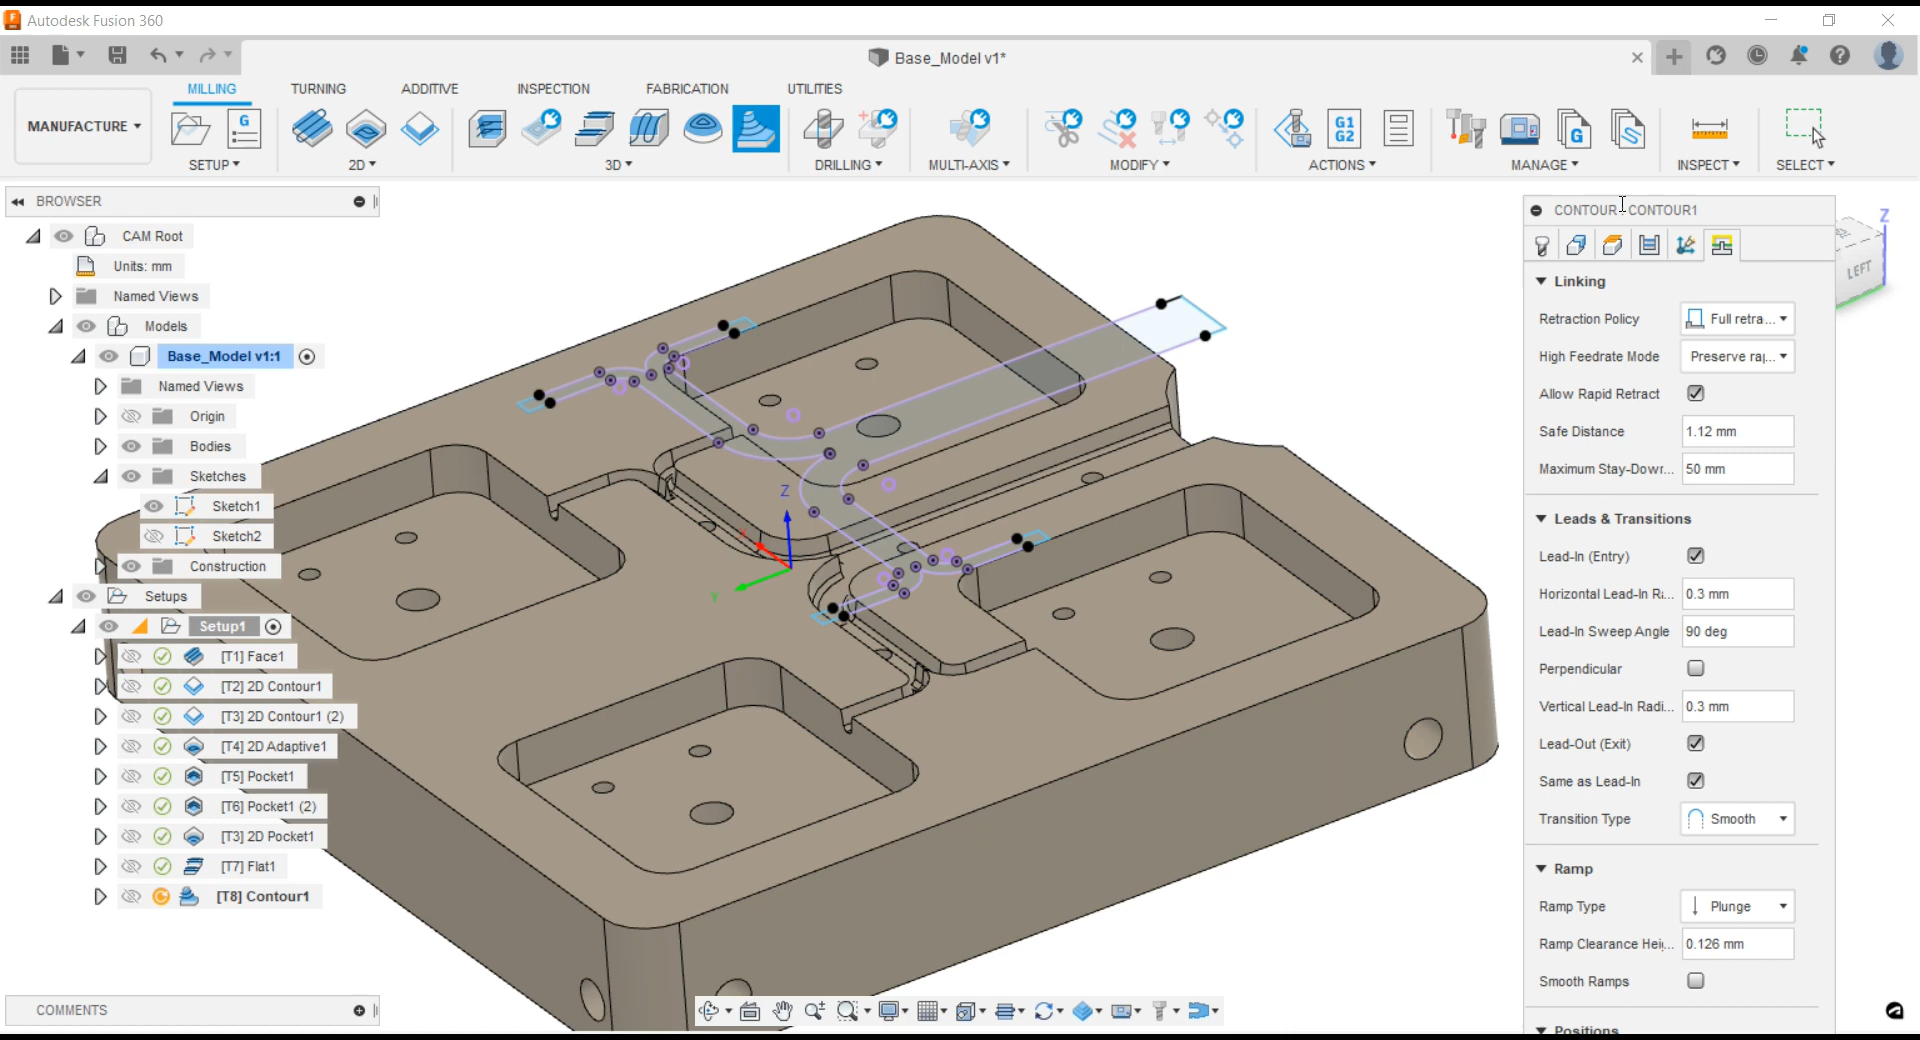 Autodesk Fusion 360
Base_Model v1*
MILLING TURNING ADDITIVE INSPECTION FABRICATION UTILITIES
MANUFACTURE
G
G1
G2
G
SETUP 2D 3D DRILLING MULTI-AXIS MODIFY ACTIONS MANAGE INSPECT SELECT
BROWSER
CAM Root
Units: mm
Named Views
Models
Base_Model v1:1
Named Views
Origin
Bodies
Sketches
Sketch1
Sketch2
Construction
Setups
Setup1
[T1] Face1
[T2] 2D Contour1
[T3] 2D Contour1 (2)
[T4] 2D Adaptive1
[T5] Pocket1
[T6] Pocket1 (2)
[T3] 2D Pocket1
[T7] Flat1
[T8] Contour1
COMMENTS
Z
X
Y
Z
LEFT
CONTOUR : CONTOUR1
Linking
Retraction Policy Full retra...
High Feedrate Mode Preserve raj...
Allow Rapid Retract
Safe Distance 1.12 mm
Maximum Stay-Dowr... 50 mm
Leads & Transitions
Lead-In (Entry)
Horizontal Lead-In Ri... 0.3 mm
Lead-In Sweep Angle 90 deg
Perpendicular
Vertical Lead-In Radi... 0.3 mm
Lead-Out (Exit)
Same as Lead-In
Transition Type Smooth
Ramp
Ramp Type Plunge
Ramp Clearance Hei... 0.126 mm
Smooth Ramps
Positions